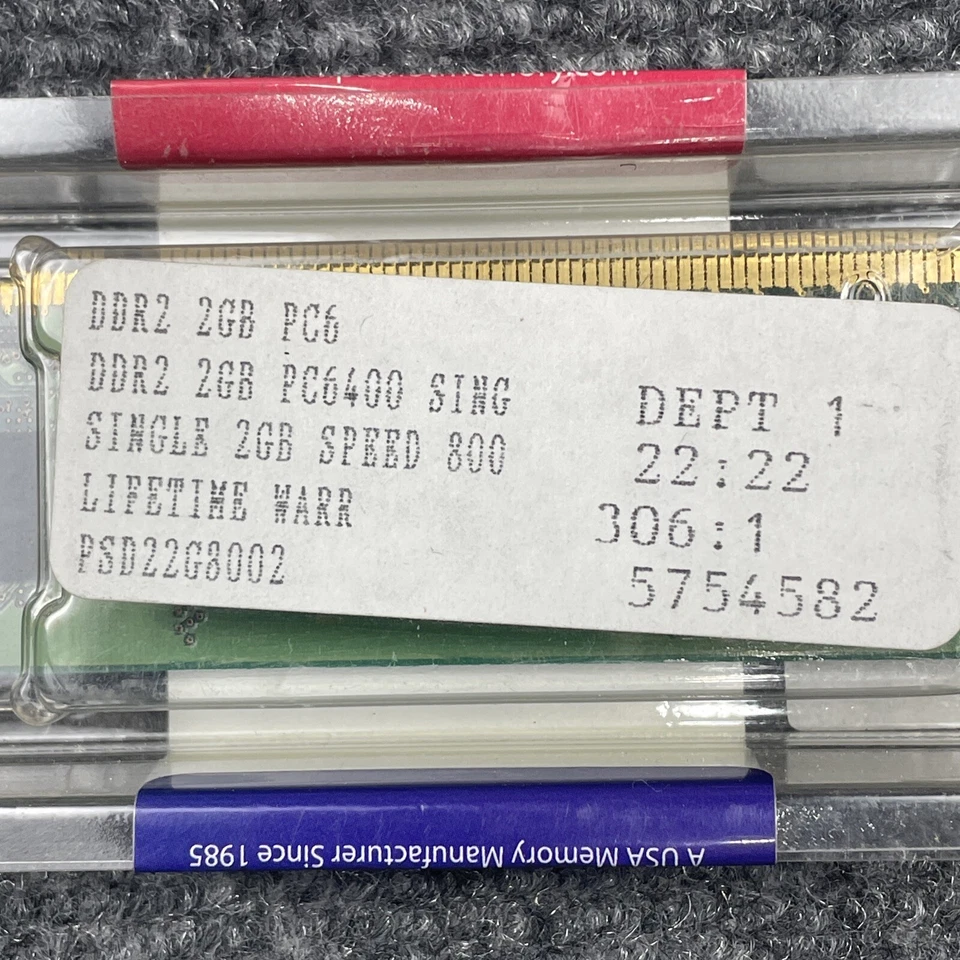 DDR2 2GB PC6
DDR2 2GB PC6400 SING
SINGLE 2GB SPEED 800
LIFETIME WARR
PSD22G8002
DEPT 1
22:22
306:1
5754582
A USA Memory Manufacturer Since 1985